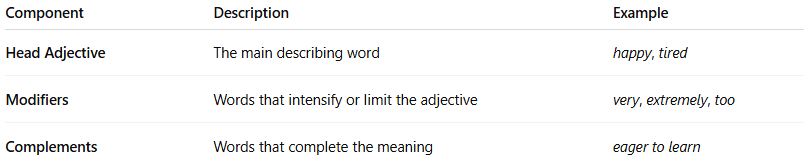 Component Description Example
Head Adjective The main describing word happy, tired
Modifiers Words that intensify or limit the adjective very, extremely, too
Complements Words that complete the meaning eager to learn